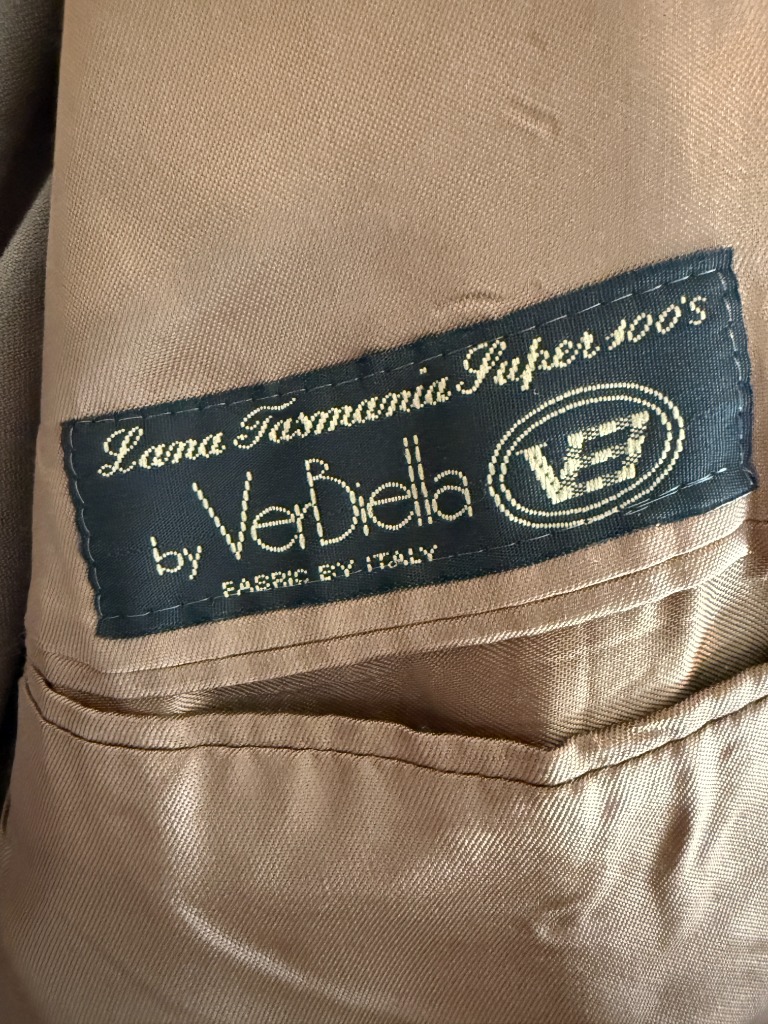 Lana Tasmania Super 100's
by VerBiella
FABRIC BY ITALY
VB